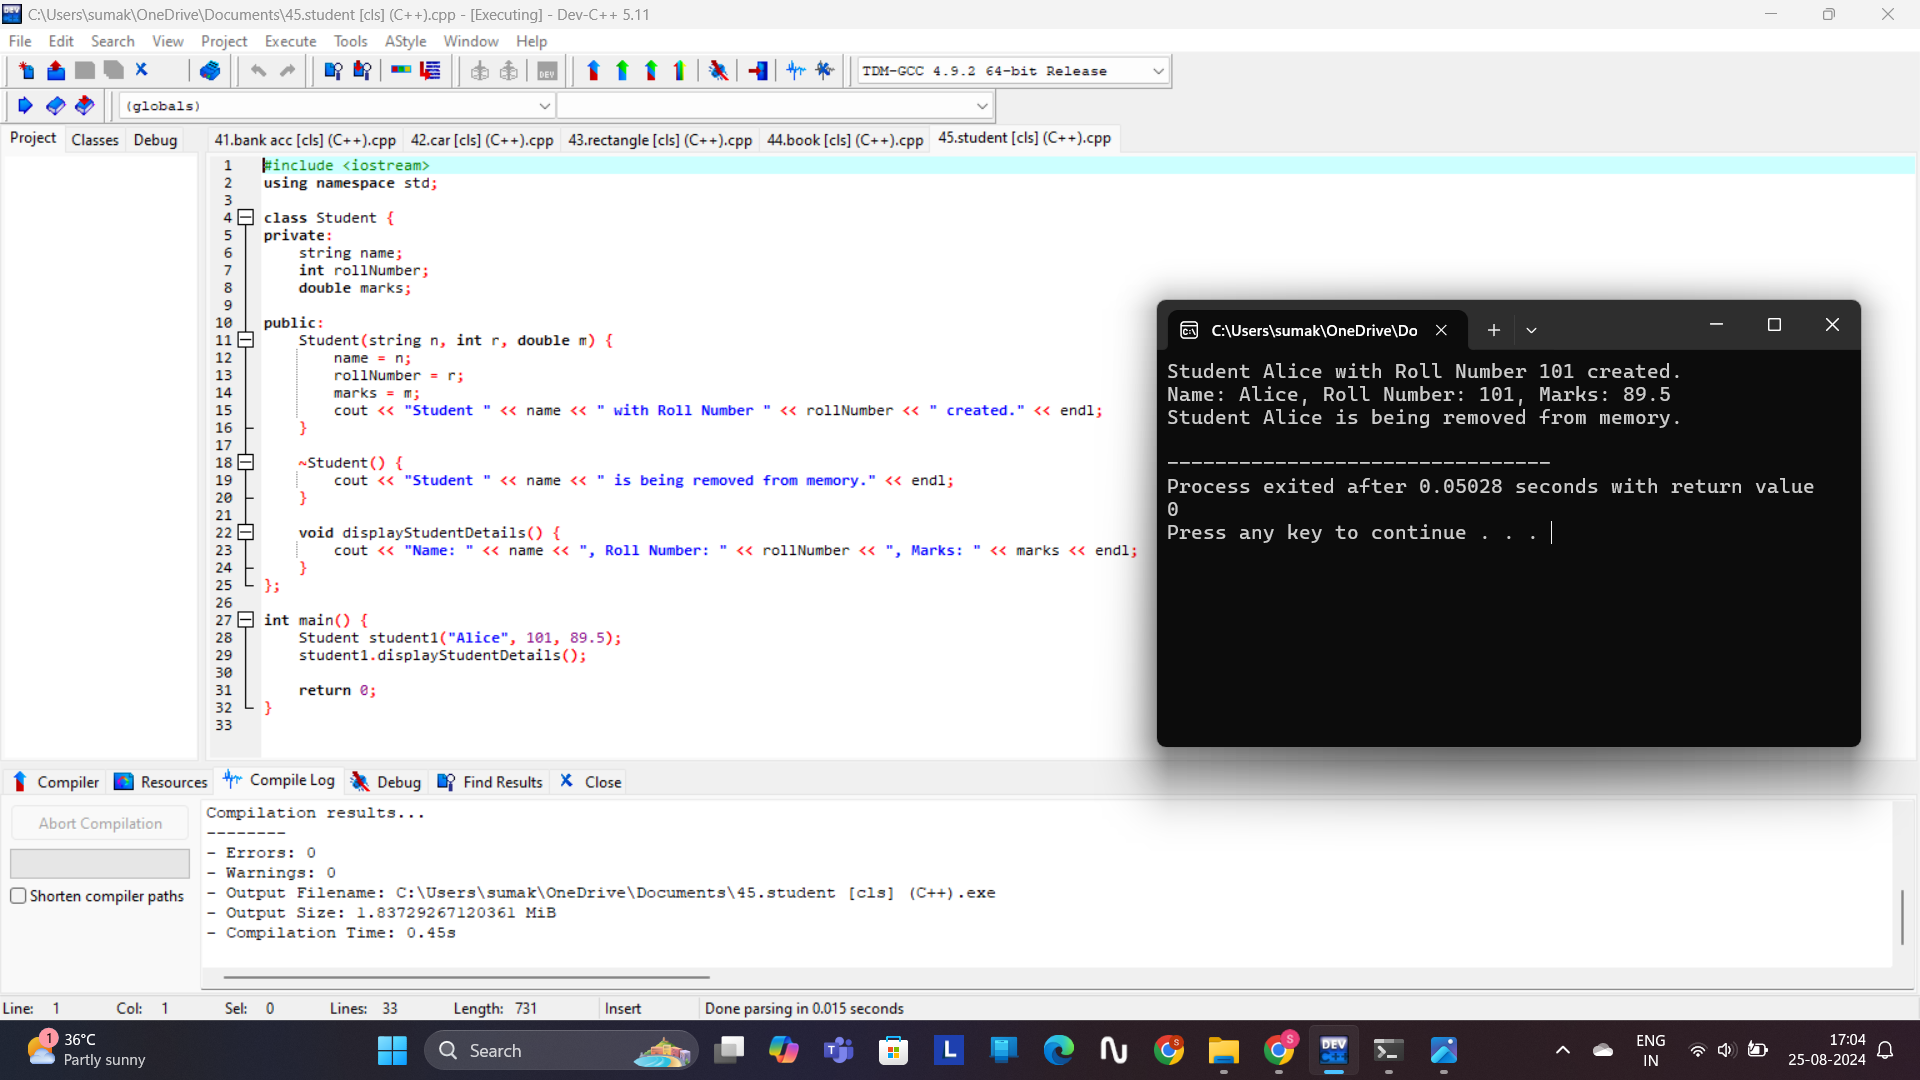 C:\Users\sumak\OneDrive\Documents\45.student [cls] (C++).cpp - [Executing] - Dev-C++ 5.11
File Edit Search View Project Execute Tools AStyle Window Help
TDM-GCC 4.9.2 64-bit Release
(globals)
Project Classes Debug
41.bank acc [cls] (C++).cpp 42.car [cls] (C++).cpp 43.rectangle [cls] (C++).cpp 44.book [cls] (C++).cpp 45.student [cls] (C++).cpp
1 #include <iostream>
2 using namespace std;
3
4 class Student {
5 private:
6     string name;
7     int rollNumber;
8     double marks;
9
10 public:
11     Student(string n, int r, double m) {
12         name = n;
13         rollNumber = r;
14         marks = m;
15         cout << "Student " << name << " with Roll Number " << rollNumber << " created." << endl;
16     }
17
18     ~Student() {
19         cout << "Student " << name << " is being removed from memory." << endl;
20     }
21
22     void displayStudentDetails() {
23         cout << "Name: " << name << ", Roll Number: " << rollNumber << ", Marks: " << marks << endl;
24     }
25 };
26
27 int main() {
28     Student student1("Alice", 101, 89.5);
29     student1.displayStudentDetails();
30
31     return 0;
32 }
33
C:\Users\sumak\OneDrive\Do
Student Alice with Roll Number 101 created.
Name: Alice, Roll Number: 101, Marks: 89.5
Student Alice is being removed from memory.
--------------------------------
Process exited after 0.05028 seconds with return value
0
Press any key to continue . . .
Compiler Resources Compile Log Debug Find Results Close
Abort Compilation
Shorten compiler paths
Compilation results...
--------
- Errors: 0
- Warnings: 0
- Output Filename: C:\Users\sumak\OneDrive\Documents\45.student [cls] (C++).exe
- Output Size: 1.83729267120361 MiB
- Compilation Time: 0.45s
Line: 1 Col: 1 Sel: 0 Lines: 33 Length: 731 Insert Done parsing in 0.015 seconds
1
36°C
Partly sunny
Search
L
S
S
DEV
C++
ENG
IN
17:04
25-08-2024